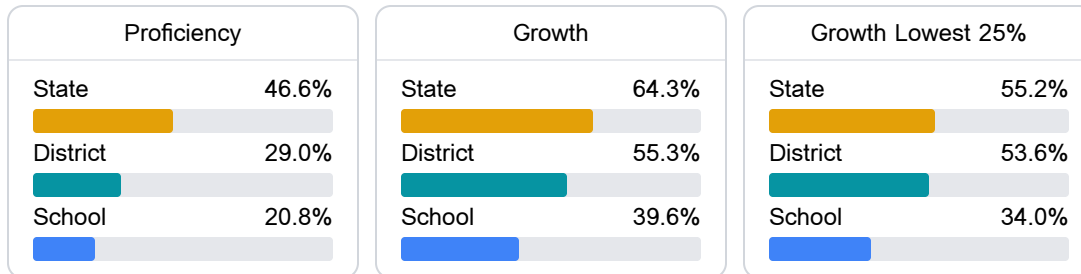 Proficiency
State 46.6%
District 29.0%
School 20.8%
Growth
State 64.3%
District 55.3%
School 39.6%
Growth Lowest 25%
State 55.2%
District 53.6%
School 34.0%